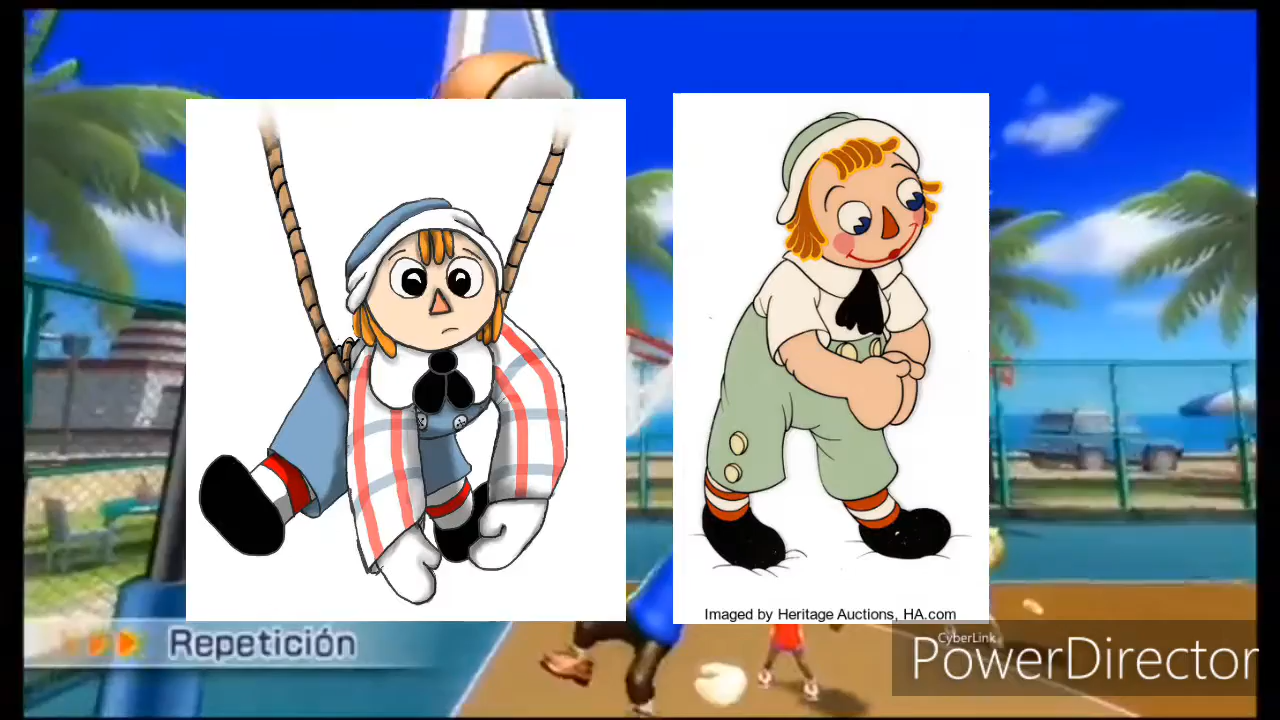 Imaged by Heritage Auctions, HA.com
Repetición
CyberLink
PowerDirector